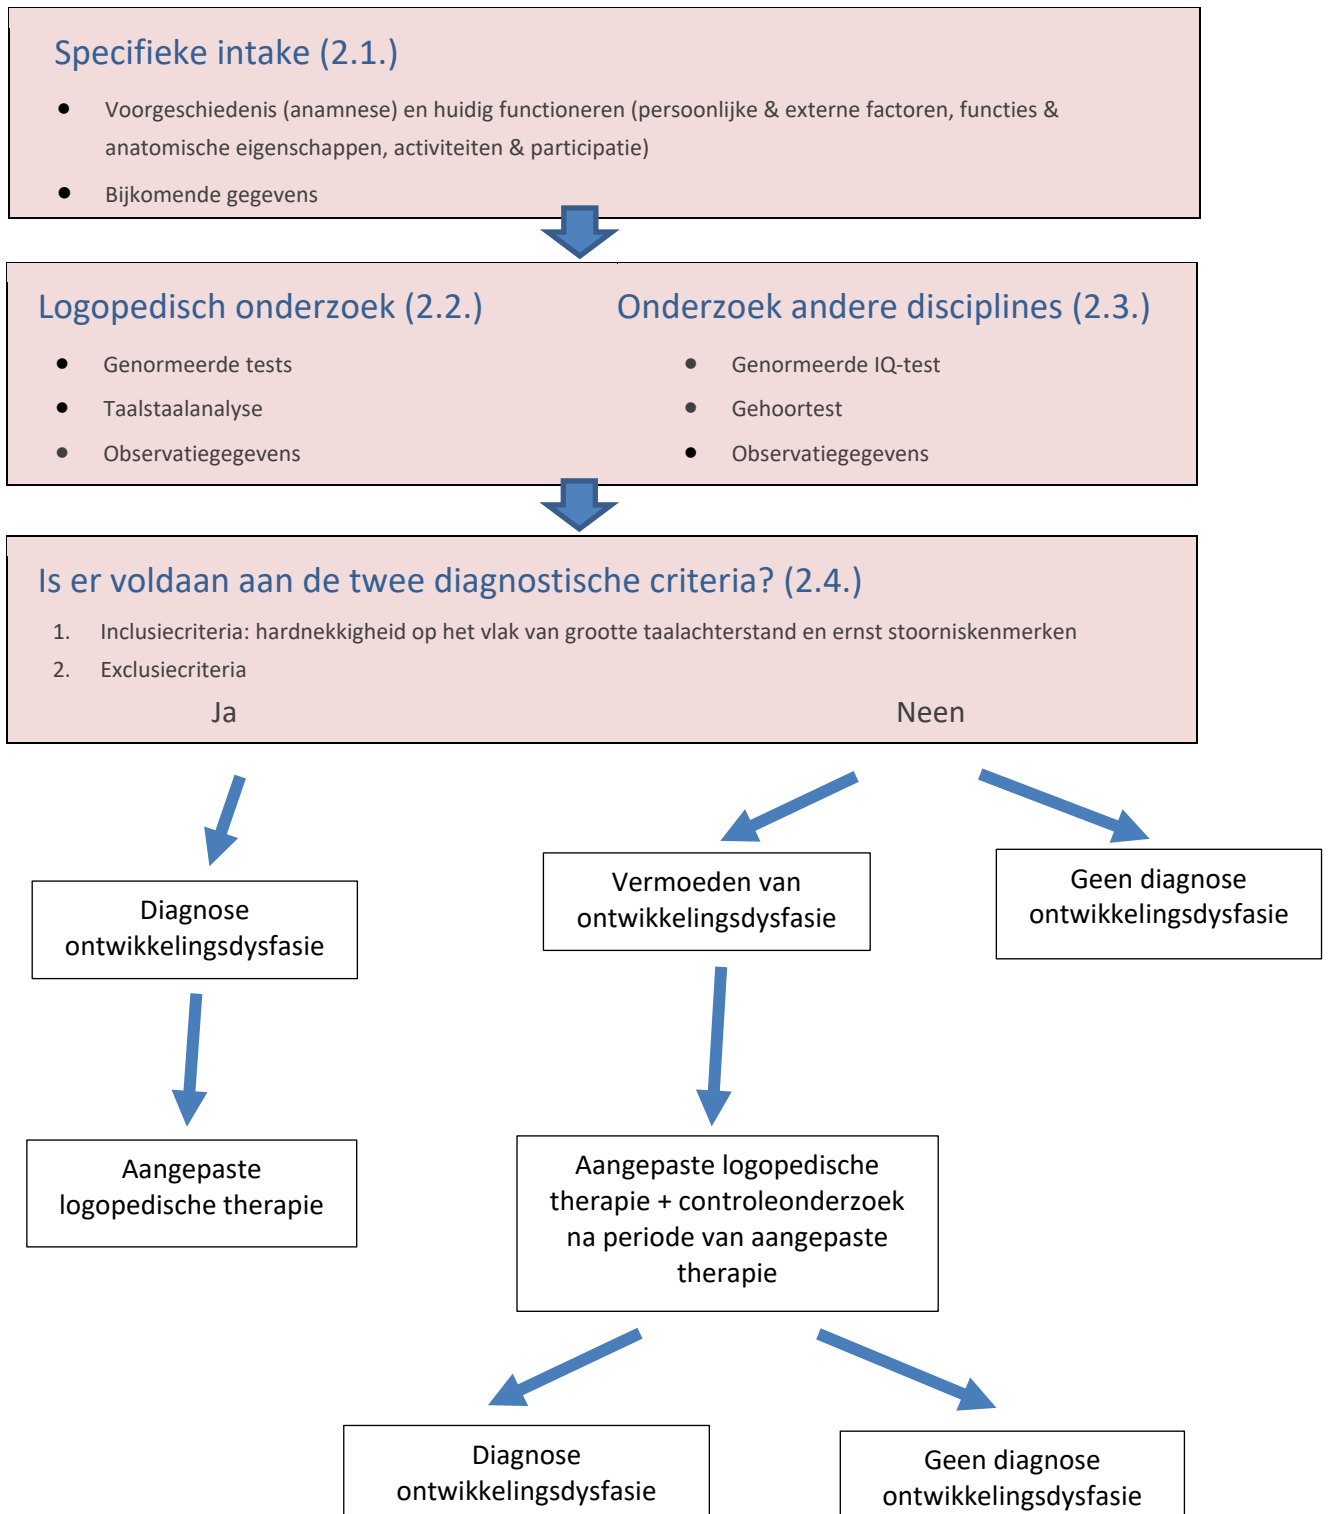 Specifieke intake (2.1.)
• Voorgeschiedenis (anamnese) en huidig functioneren (persoonlijke & externe factoren, functies &
anatomische eigenschappen, activiteiten & participatie)
• Bijkomende gegevens
Logopedisch onderzoek (2.2.)
• Genormeerde tests
• Taalstaalanalyse
• Observatiegegevens
Onderzoek andere disciplines (2.3.)
• Genormeerde IQ-test
• Gehoortest
• Observatiegegevens
Is er voldaan aan de twee diagnostische criteria? (2.4.)
1. Inclusiecriteria: hardnekkigheid op het vlak van grootte taalachterstand en ernst stoorniskenmerken
2. Exclusiecriteria
Ja
Neen
Diagnose
ontwikkelingsdysfasie
Vermoeden van
ontwikkelingsdysfasie
Geen diagnose
ontwikkelingsdysfasie
Aangepaste
logopedische therapie
Aangepaste logopedische
therapie + controleonderzoek
na periode van aangepaste
therapie
Diagnose
ontwikkelingsdysfasie
Geen diagnose
ontwikkelingsdysfasie